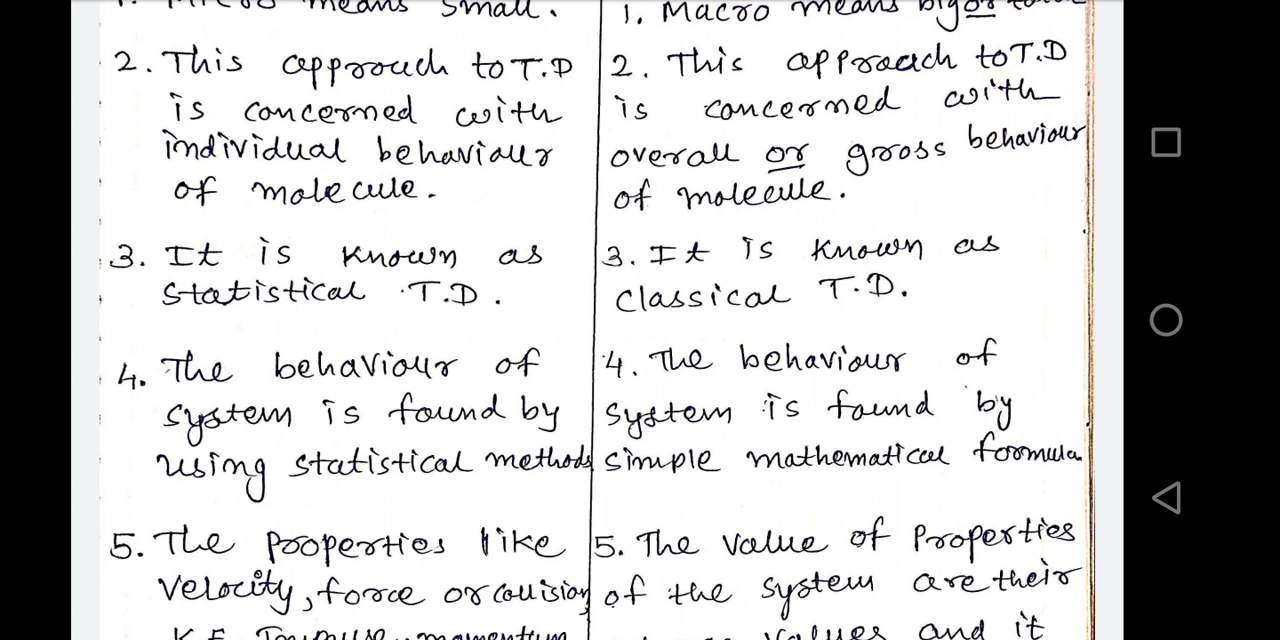 means small.
2. This approach to T.D
is concerned with
individual behaviour
of molecule.
3. It is known as
statistical T.D.
4. The behaviour of
system is found by
using statistical methods
5. The properties like
velocity, force or collision
momentum
1. Macro means
2. This approach to T.D
is concerned with
overall or gross behaviour
of molecule.
3. It is known as
classical T.D.
4. The behaviour of
system is found by
simple mathematical formula
5. The value of Properties
of the system are their
values and it